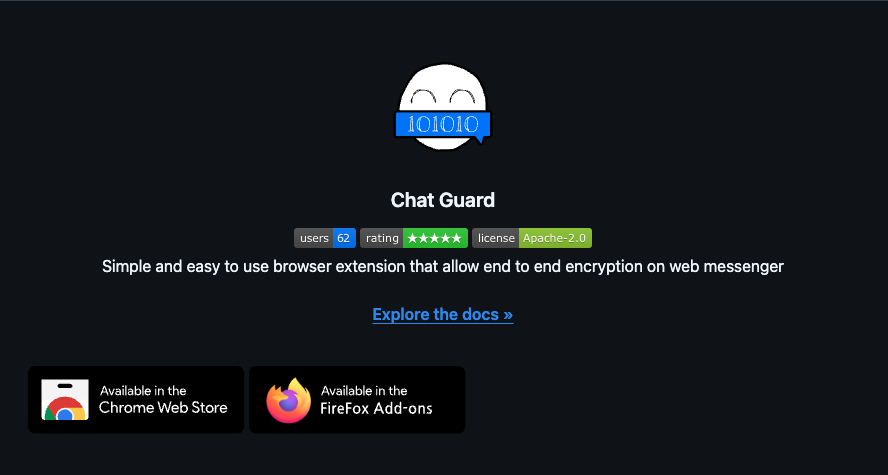 101010
Chat Guard
users 62 rating ★★★★★ license Apache-2.0
Simple and easy to use browser extension that allow end to end encryption on web messenger
Explore the docs »
Available in the
Chrome Web Store
Available in the
FireFox Add-ons